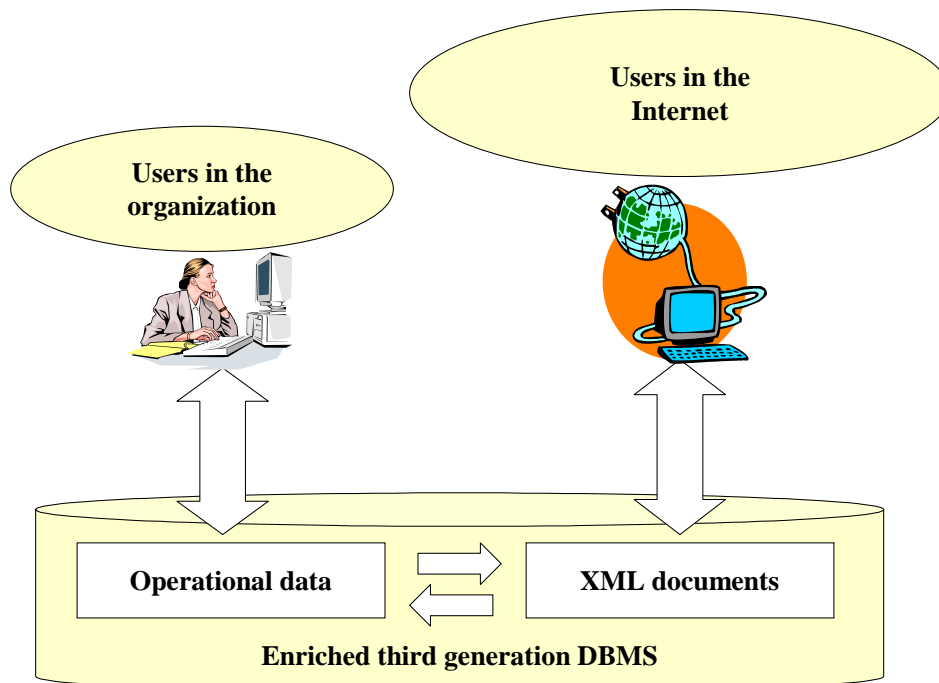 Users in the
Internet
Users in the
organization
Operational data
XML documents
Enriched third generation DBMS